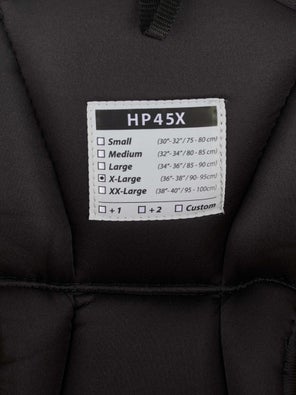 HP45X
Small (30"-32"/ 75 - 80 cm)
Medium (32"-34"/ 80 - 85 cm)
Large (34"- 36"/ 85 - 90 cm)
X-Large (36"- 38"/ 90- 95cm)
XX-Large (38"- 40"/ 95 - 100cm)
+ 1 + 2 Custom